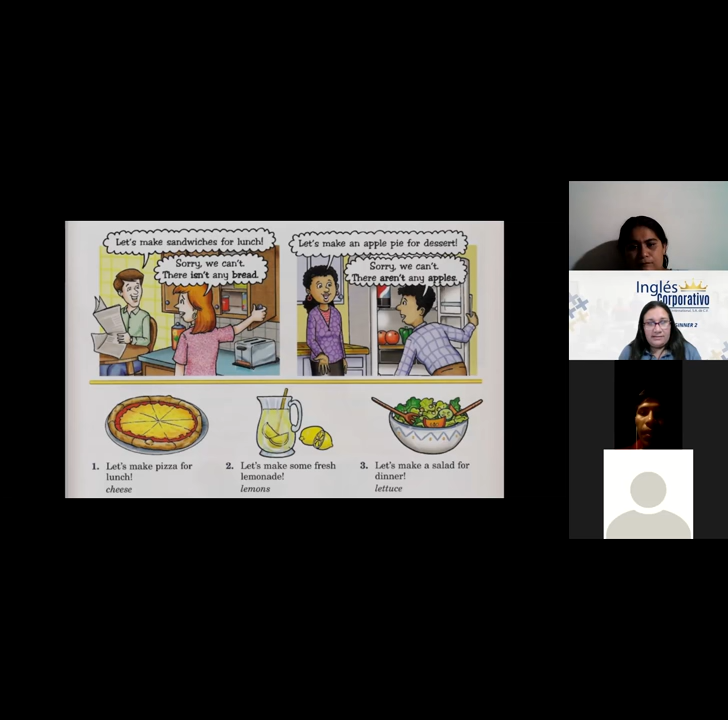 Let's make sandwiches for lunch!
Sorry, we can't.
There isn't any bread.
Let's make an apple pie for dessert!
Sorry, we can't.
There aren't any apples.
1. Let's make pizza for
lunch!
cheese
2. Let's make some fresh
lemonade!
lemons
3. Let's make a salad for
dinner!
lettuce
Inglés
Corporativo